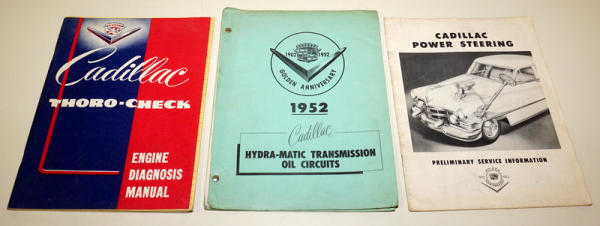 Cadillac
THORO-CHECK
ENGINE
DIAGNOSIS
MANUAL
1902 1952
GOLDEN ANNIVERSARY
1952
Cadillac
HYDRA-MATIC TRANSMISSION
OIL CIRCUITS
CADILLAC
POWER STEERING
PRELIMINARY SERVICE INFORMATION